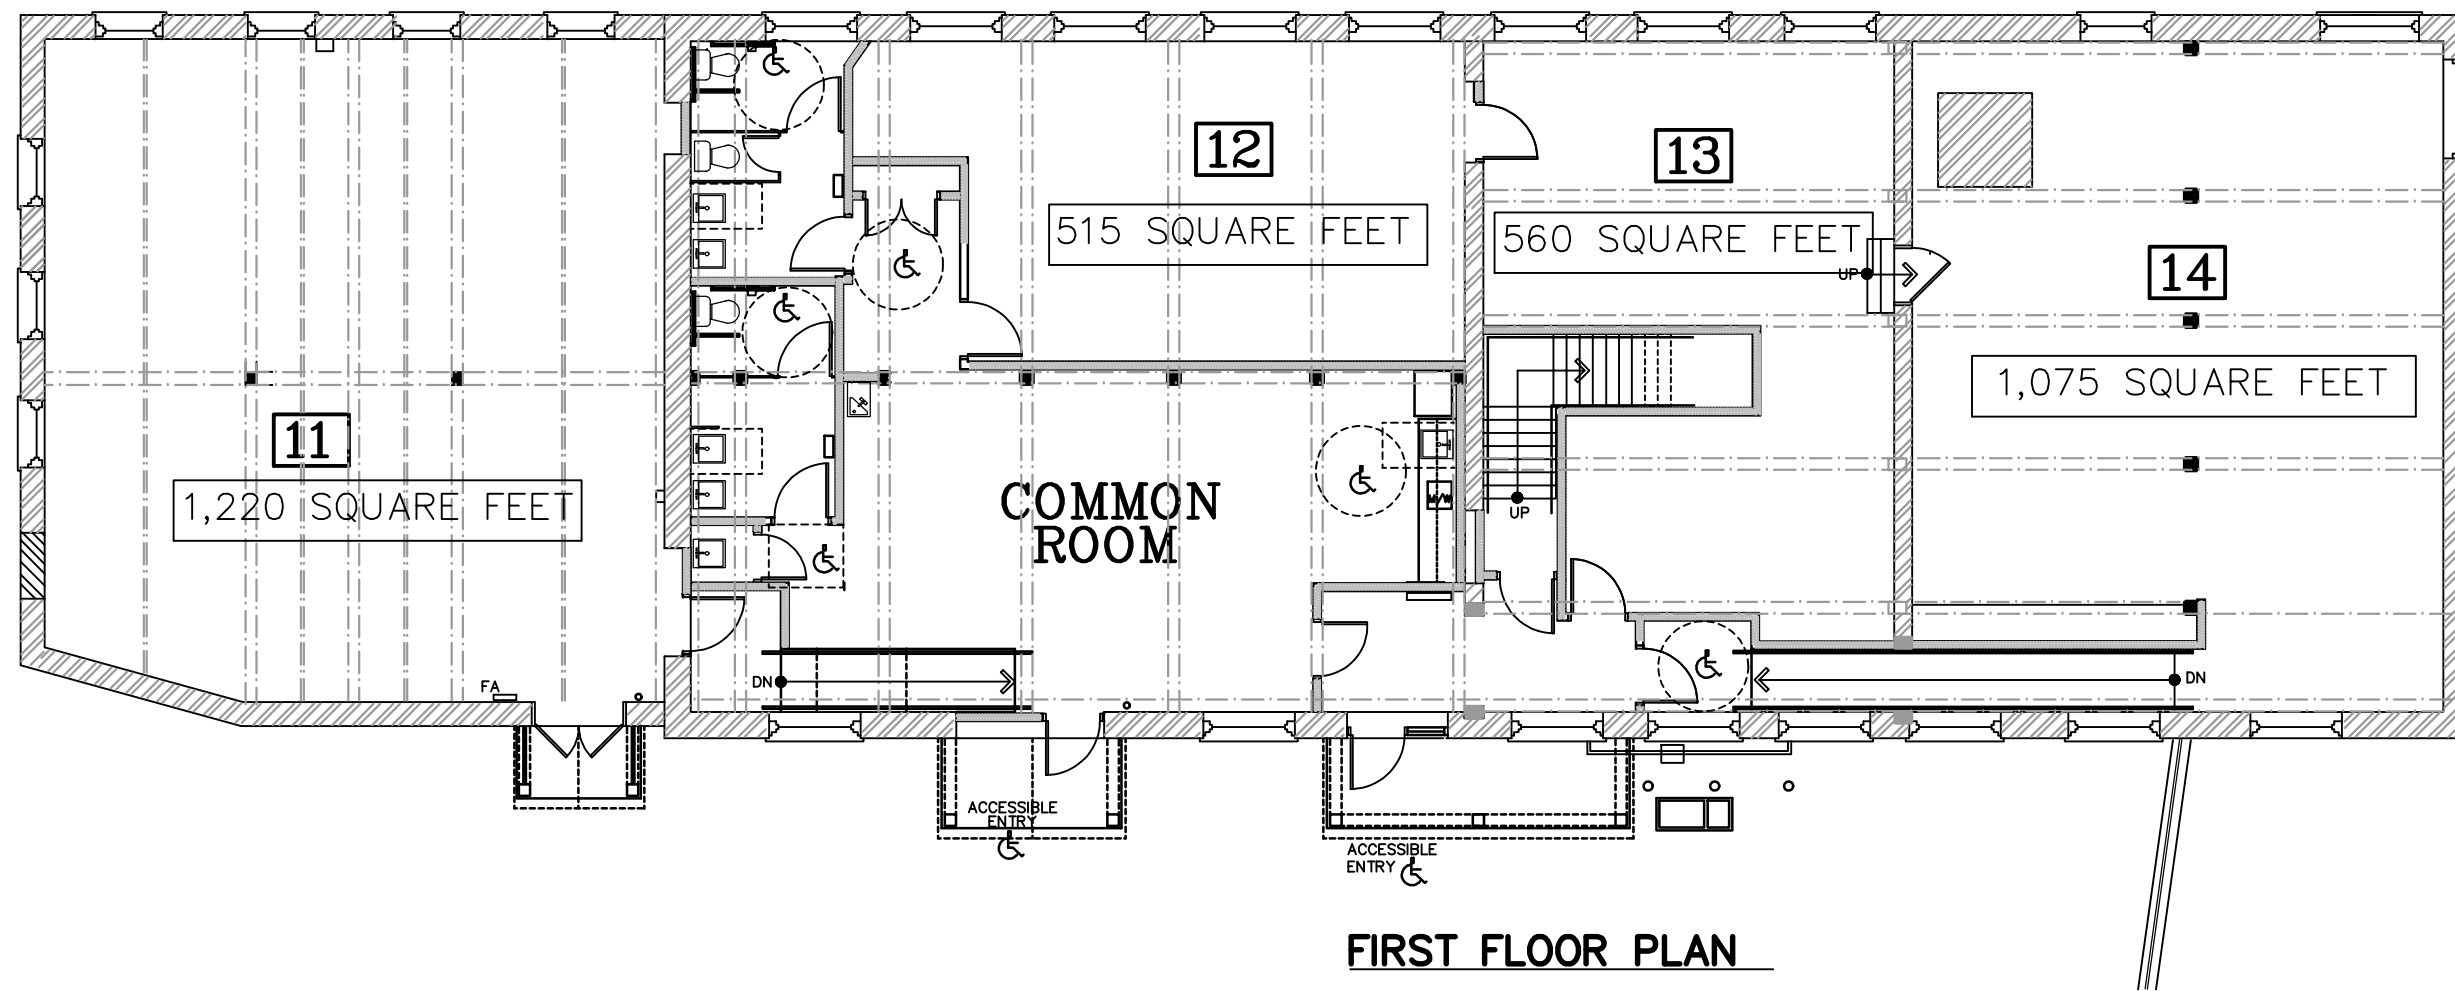 12
13
515 SQUARE FEET
560 SQUARE FEET
UP
14
1,075 SQUARE FEET
11
1,220 SQUARE FEET
COMMON
ROOM
M/W
UP
FA
DN
DN
ACCESSIBLE
ENTRY
ACCESSIBLE
ENTRY
FIRST FLOOR PLAN